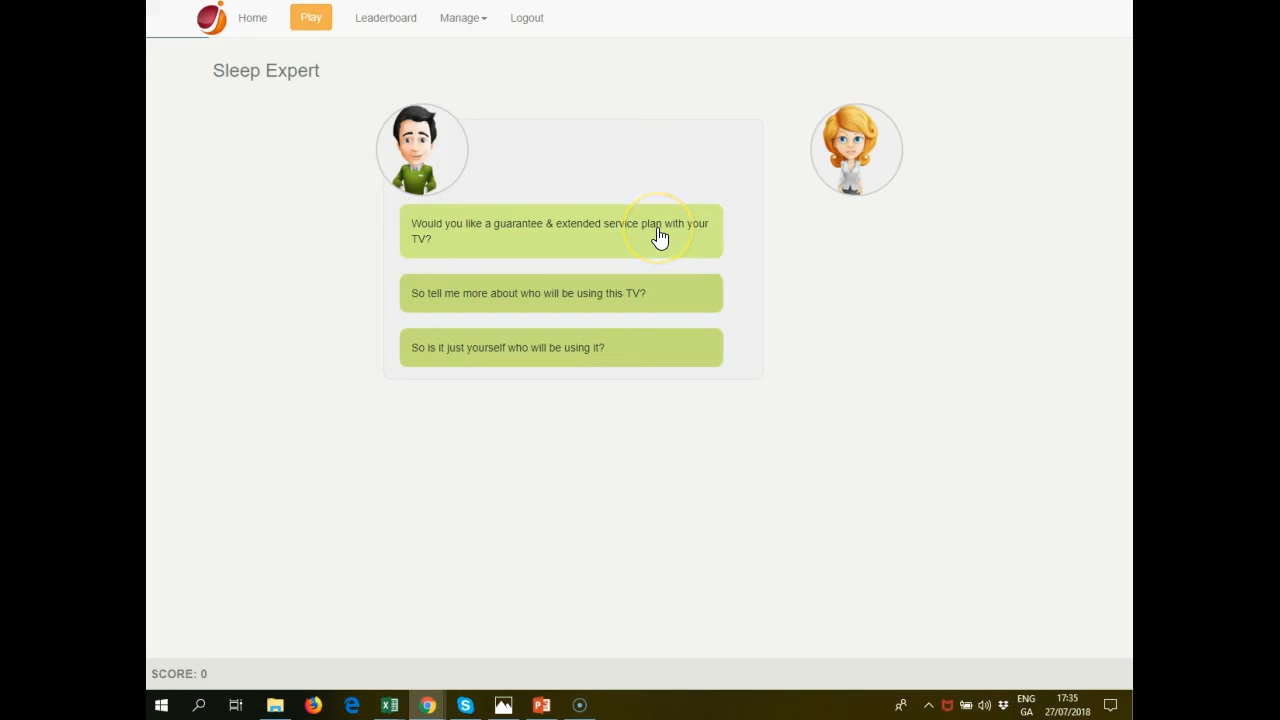 Home
Play
Leaderboard
Manage
Logout
Sleep Expert
Would you like a guarantee & extended service plan with your
TV?
So tell me more about who will be using this TV?
So is it just yourself who will be using it?
SCORE: 0
ENG
GA
17:35
27/07/2018